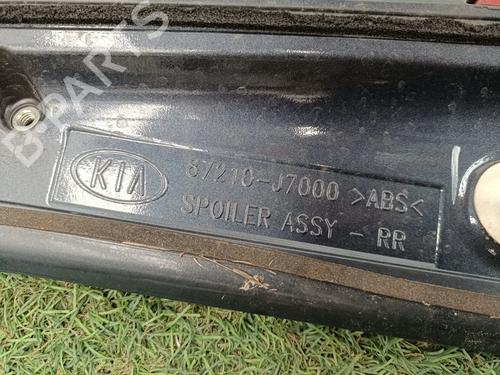 B-PARTS
KIA
87210-J7000 >ABS<
SPOILER ASSY - RR